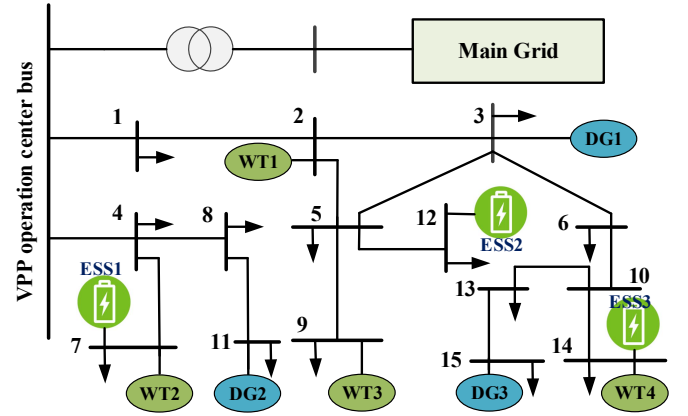 VPP operation center bus
Main Grid
1
2
3
DG1
WT1
4
8
5
12
ESS2
6
ESS1
13
10
ESS3
7
11
9
15
14
WT2
DG2
WT3
DG3
WT4